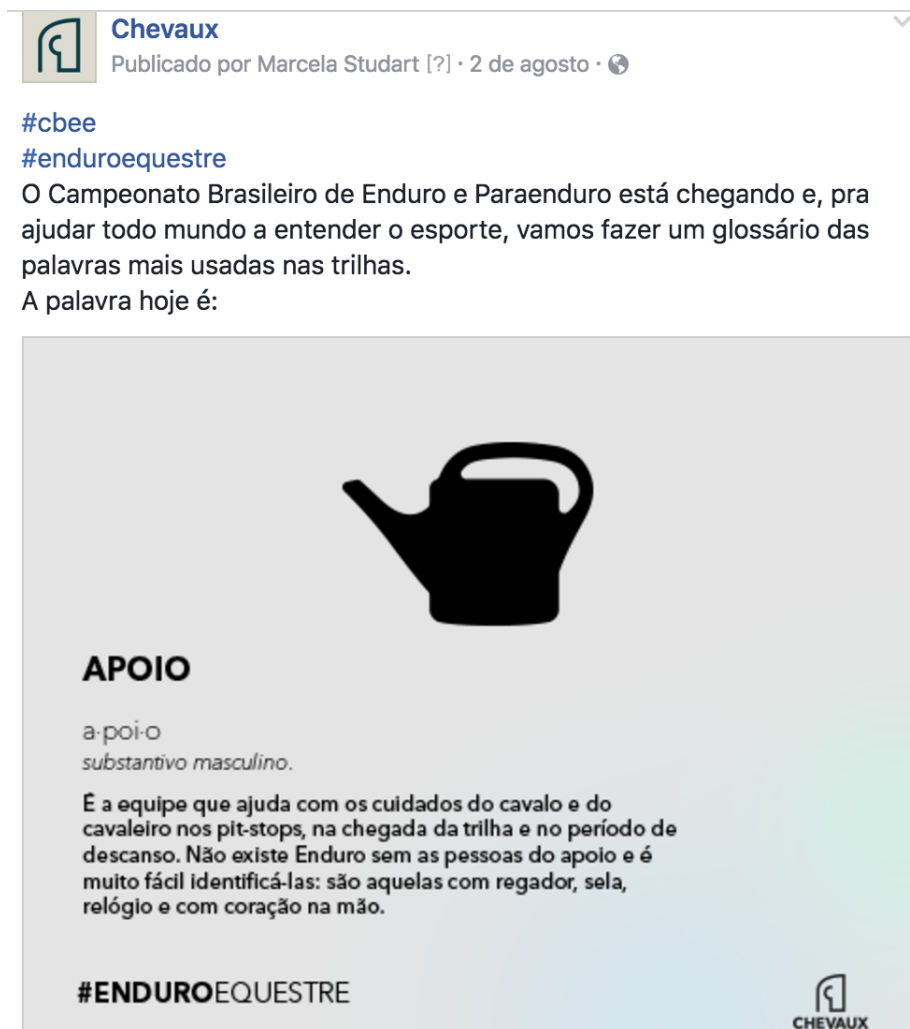 Chevaux
Publicado por Marcela Studart [?] · 2 de agosto ·
#cbee
#enduroequestre
O Campeonato Brasileiro de Enduro e Paraenduro está chegando e, pra
ajudar todo mundo a entender o esporte, vamos fazer um glossário das
palavras mais usadas nas trilhas.
A palavra hoje é:
APOIO
a·poi·o
substantivo masculino.
É a equipe que ajuda com os cuidados do cavalo e do
cavaleiro nos pit-stops, na chegada da trilha e no período de
descanso. Não existe Enduro sem as pessoas do apoio e é
muito fácil identificá-las: são aquelas com regador, sela,
relógio e com coração na mão.
#ENDUROEQUESTRE
CHEVAUX